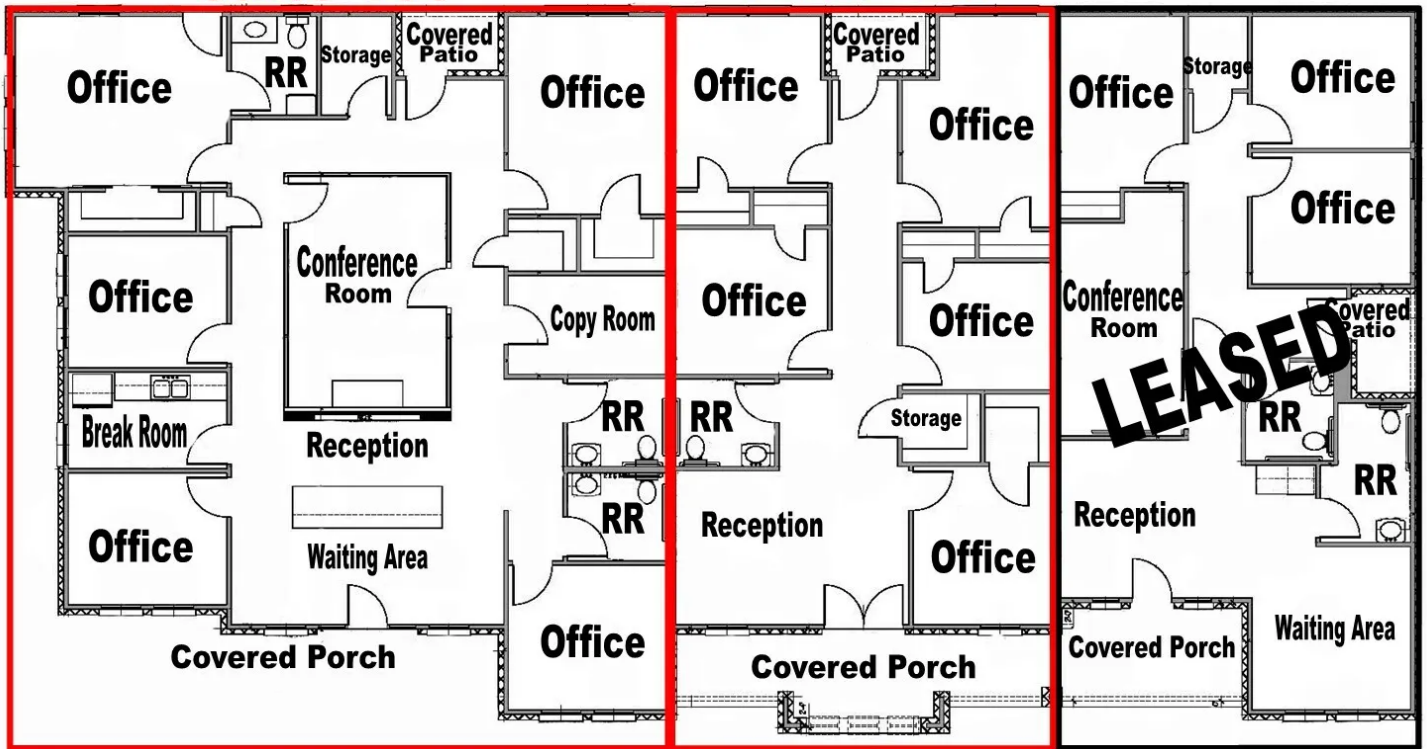 Office
RR
Storage
Covered
Patio
Office
Office
Conference
Room
Copy Room
Break Room
Reception
RR
Office
RR
Waiting Area
Office
Covered Porch
Office
Covered
Patio
Office
Office
Office
RR
Storage
Reception
Office
Covered Porch
Office
Storage
Office
Office
Conference
Room
Covered
Patio
LEASED
RR
RR
Reception
Waiting Area
Covered Porch